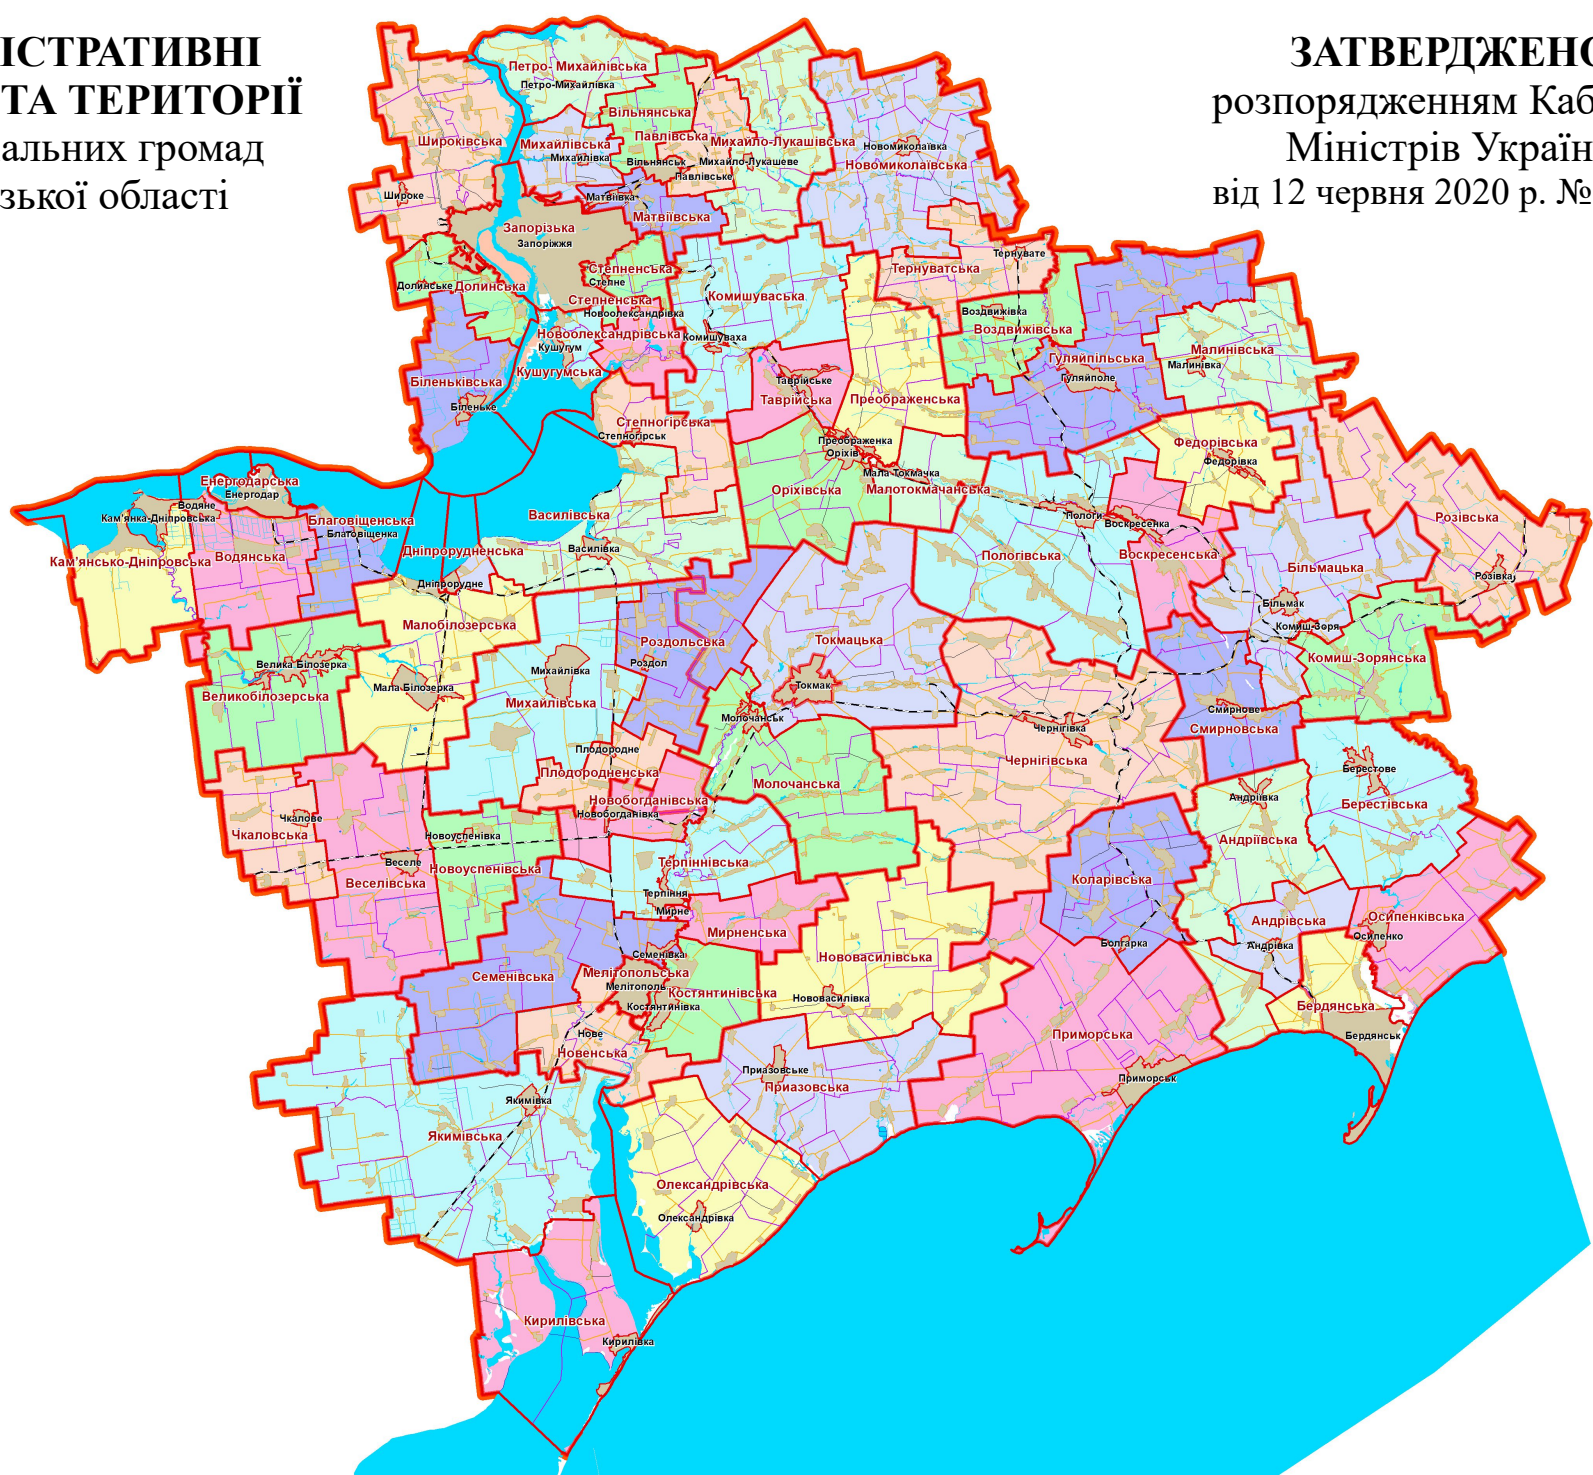 ІСТРАТИВНІ
ТА ТЕРИТОРІЇ
альних громад
зької області
ЗАТВЕРДЖЕНО
розпорядженням Каб
Міністрів Україн
від 12 червня 2020 р. №
Петро- Михайлівська
Петро-Михайлівка
Вільнянська
Широківська
Михайлівська
Михайлівка
Павлівська
Вільнянськ
Михайло-Лукашівська
Михайло-Лукашеве
Павлівське
Новомиколаївка
Новомиколаївська
Широке
Матвіївка
Матвіївська
Запорізька
Запоріжжя
Долинське
Долинська
Степненська
Степне
Степненська
Новоолександрівка
Новоолександрівська
Кушугум
Кушугумська
Комишуваська
Комишуваха
Тернувате
Тернуватська
Воздвижівка
Воздвижівська
Гуляйпільська
Гуляйполе
Малинівська
Малинівка
Біленьківська
Біленьке
Таврійське
Таврійська
Преображенська
Степногірська
Степногірськ
Преображенка
Оріхів
Мала Токмачка
Малотокмачанська
Оріхівська
Федорівська
Федорівка
Енергодарська
Енергодар
Водяне
Кам'янка-Дніпровська
Кам'янсько-Дніпровська
Водянська
Благовіщенська
Благовіщенка
Дніпрорудненська
Дніпрорудне
Василівська
Василівка
Пологи
Пологівська
Воскресенка
Воскресенська
Розівська
Розівка
Більмацька
Більмак
Комиш-Зоря
Комиш-Зорянська
Малобілозерська
Мала Білозерка
Велика Білозерка
Великобілозерська
Михайлівка
Михайлівська
Роздольська
Роздол
Токмацька
Токмак
Молочанськ
Молочанська
Чернігівка
Чернігівська
Смирнове
Смирновська
Плодородне
Плодородненська
Новобогданівська
Новобогданівка
Берестове
Берестівська
Андріївка
Андріївська
Чкалове
Чкаловська
Веселе
Веселівська
Новоуспенівка
Новоуспенівська
Терпіннівська
Терпіння
Мирне
Мирненська
Коларівська
Болгарка
Андрівська
Андрівка
Осипенківська
Осипенко
Семенівська
Семенівка
Мелітопольська
Мелітополь
Костянтинівська
Костянтинівка
Нововасилівська
Нововасилівка
Нове
Новенська
Бердянська
Бердянськ
Приморська
Приморськ
Приазовське
Приазовська
Якимівка
Якимівська
Олександрівська
Олександрівка
Кирилівська
Кирилівка